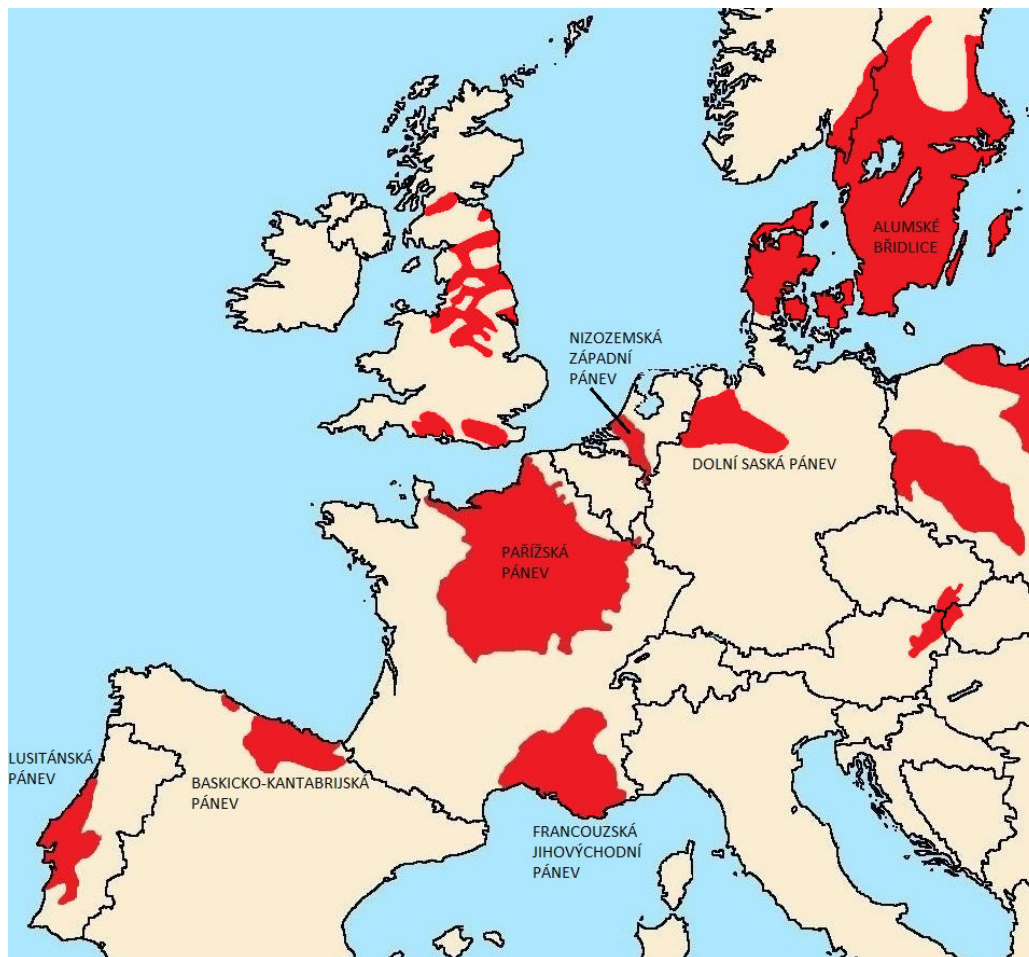 ALUMSKÉ
BŘIDLICE
NIZOZEMSKÁ
ZÁPADNÍ
PÁNEV
DOLNÍ SASKÁ PÁNEV
PAŘÍŽSKÁ
PÁNEV
LUSITÁNSKÁ
PÁNEV
BASKICKO-KANTABRIJSKÁ
PÁNEV
FRANCOUZSKÁ
JIHOVÝCHODNÍ
PÁNEV